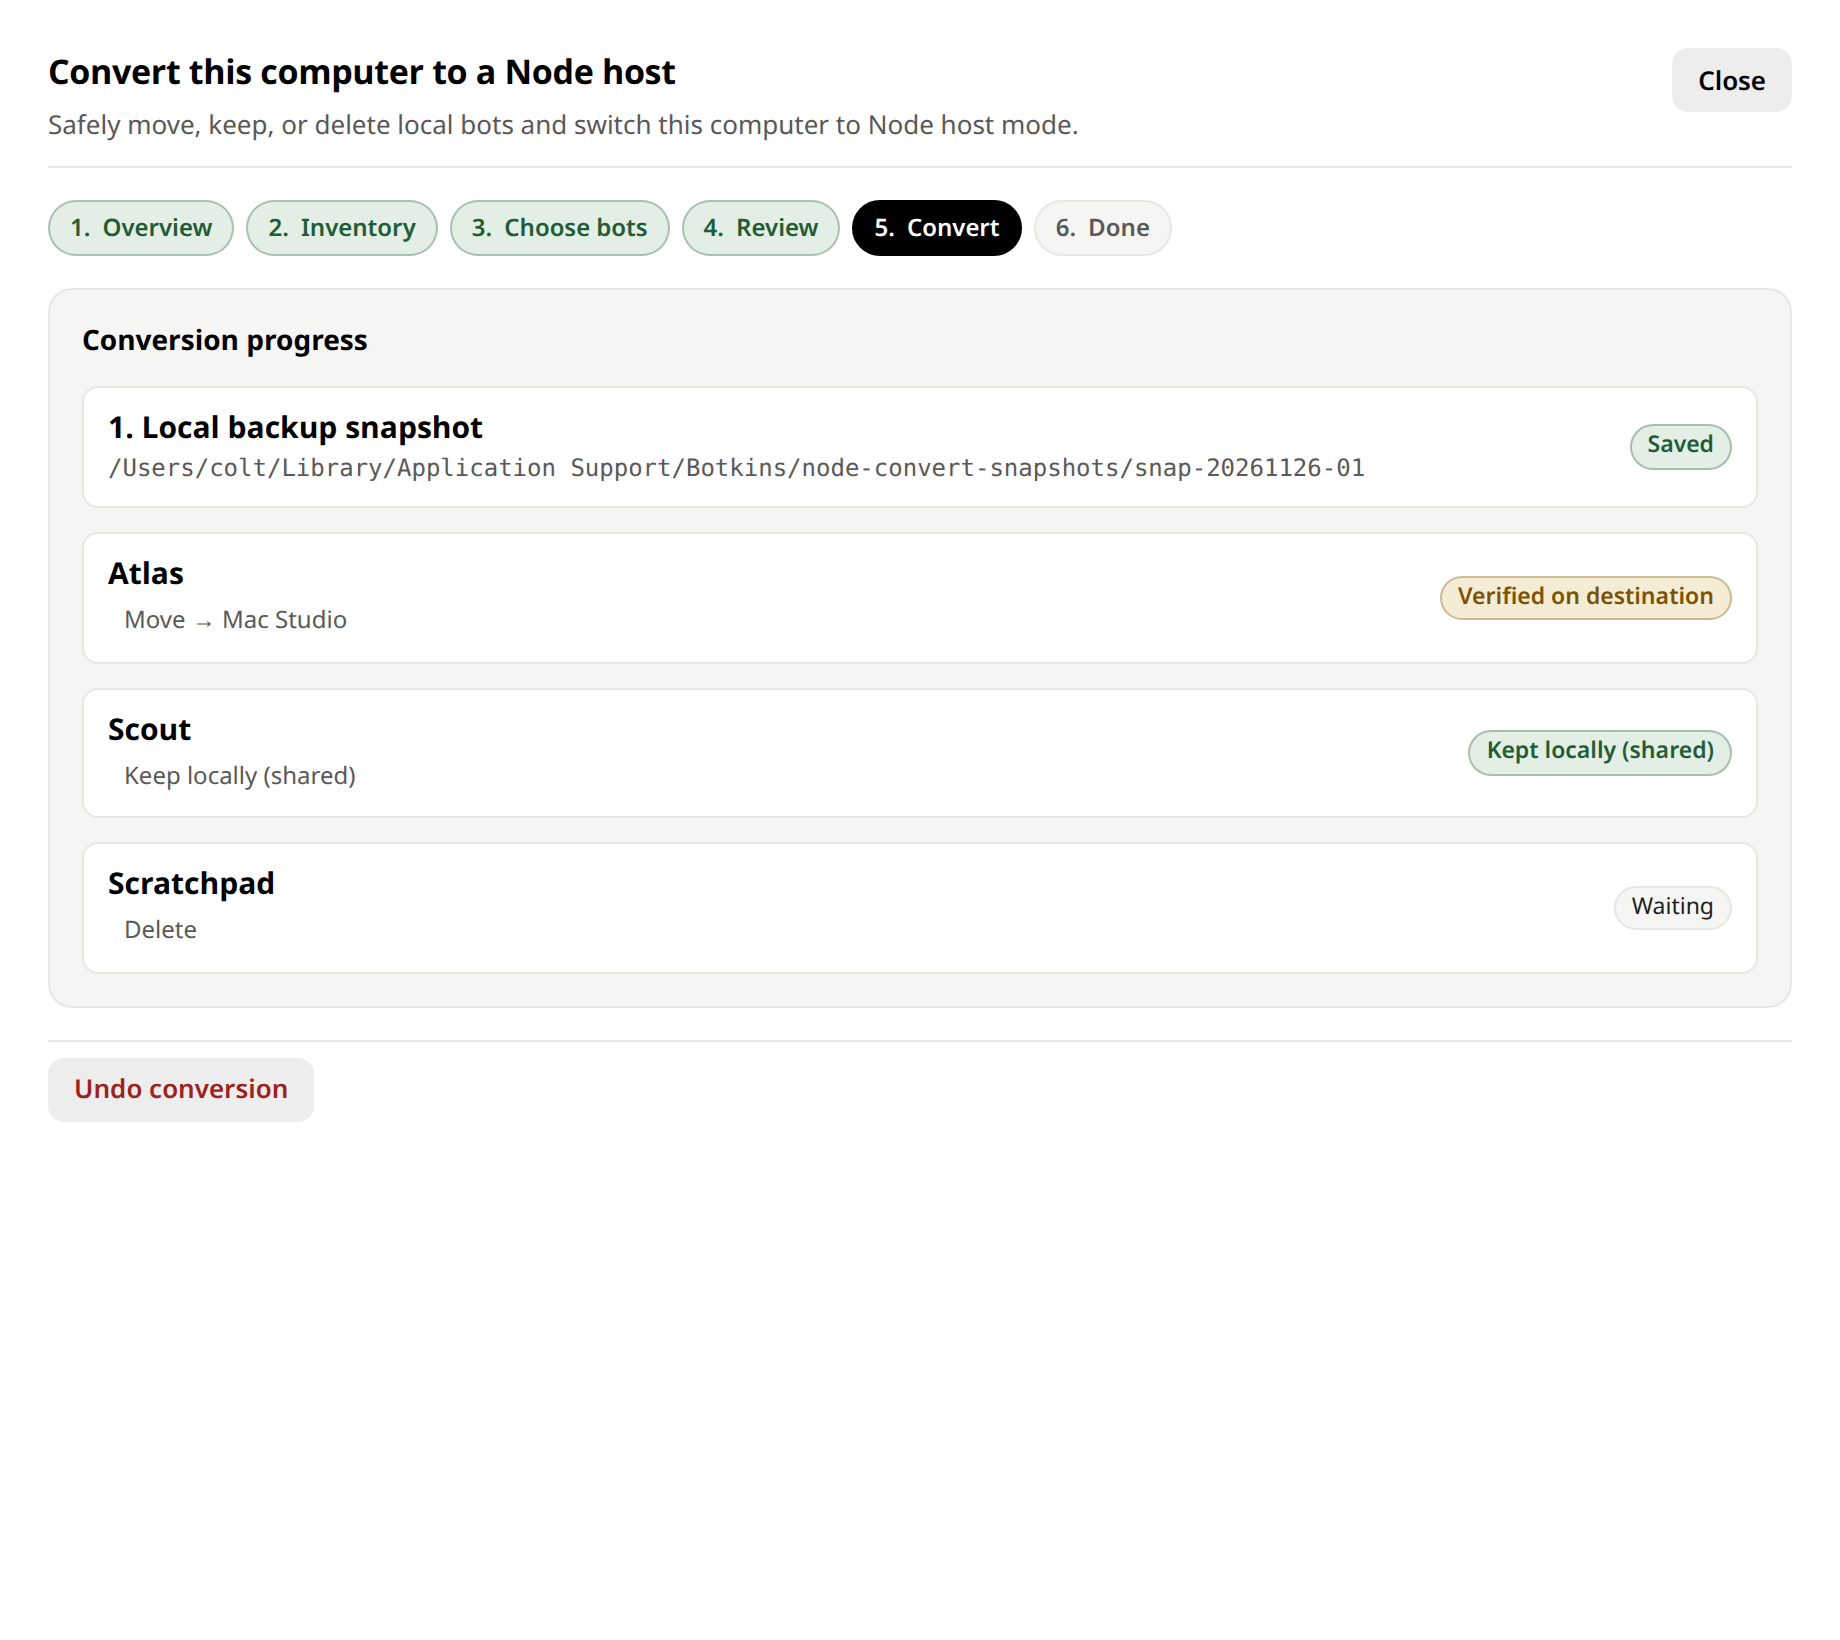 Convert this computer to a Node host
Close
Safely move, keep, or delete local bots and switch this computer to Node host mode.
1. Overview
2. Inventory
3. Choose bots
4. Review
5. Convert
6. Done
Conversion progress
1. Local backup snapshot
/Users/colt/Library/Application Support/Botkins/node-convert-snapshots/snap-20261126-01
Saved
Atlas
Move → Mac Studio
Verified on destination
Scout
Keep locally (shared)
Kept locally (shared)
Scratchpad
Delete
Waiting
Undo conversion